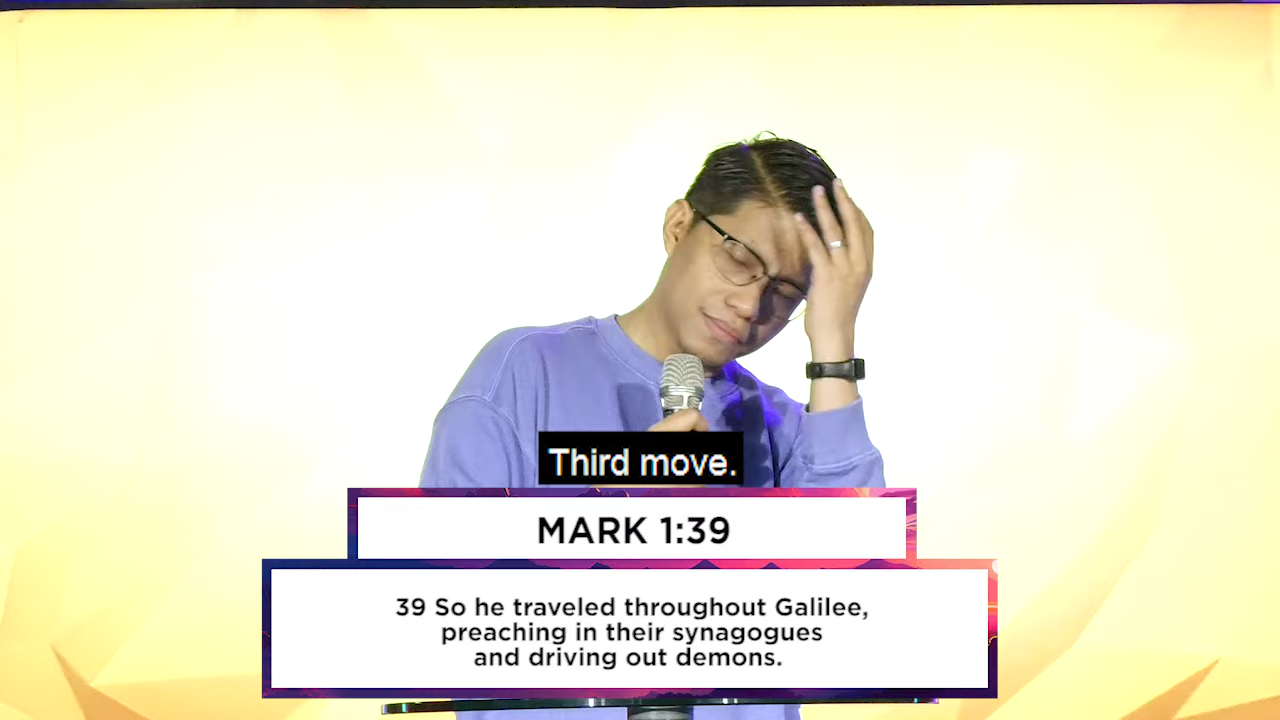 Third move.
MARK 1:39
39 So he traveled throughout Galilee,
preaching in their synagogues
and driving out demons.